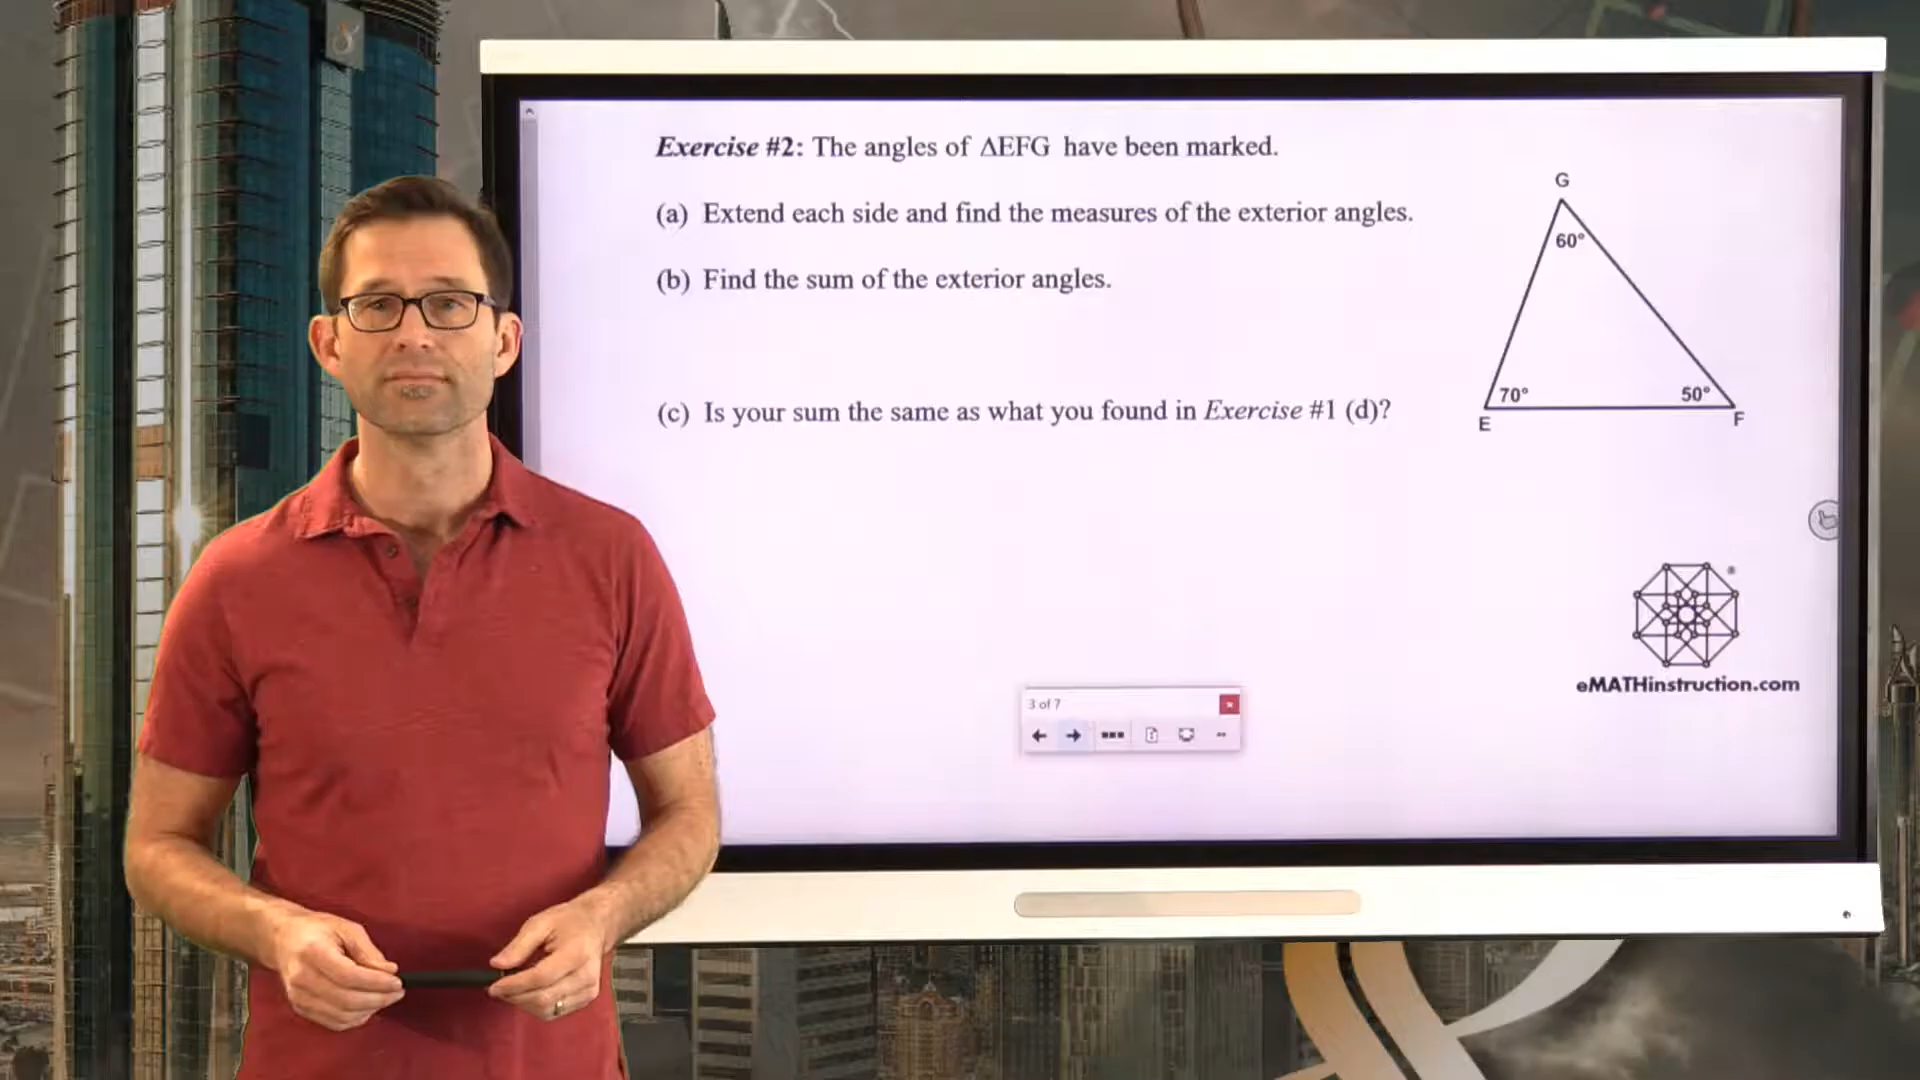 Exercise #2: The angles of ΔEFG have been marked.
(a) Extend each side and find the measures of the exterior angles.
(b) Find the sum of the exterior angles.
(c) Is your sum the same as what you found in Exercise #1 (d)?
G
60°
70°
50°
E
F
®
eMATHinstruction.com
3 of 7